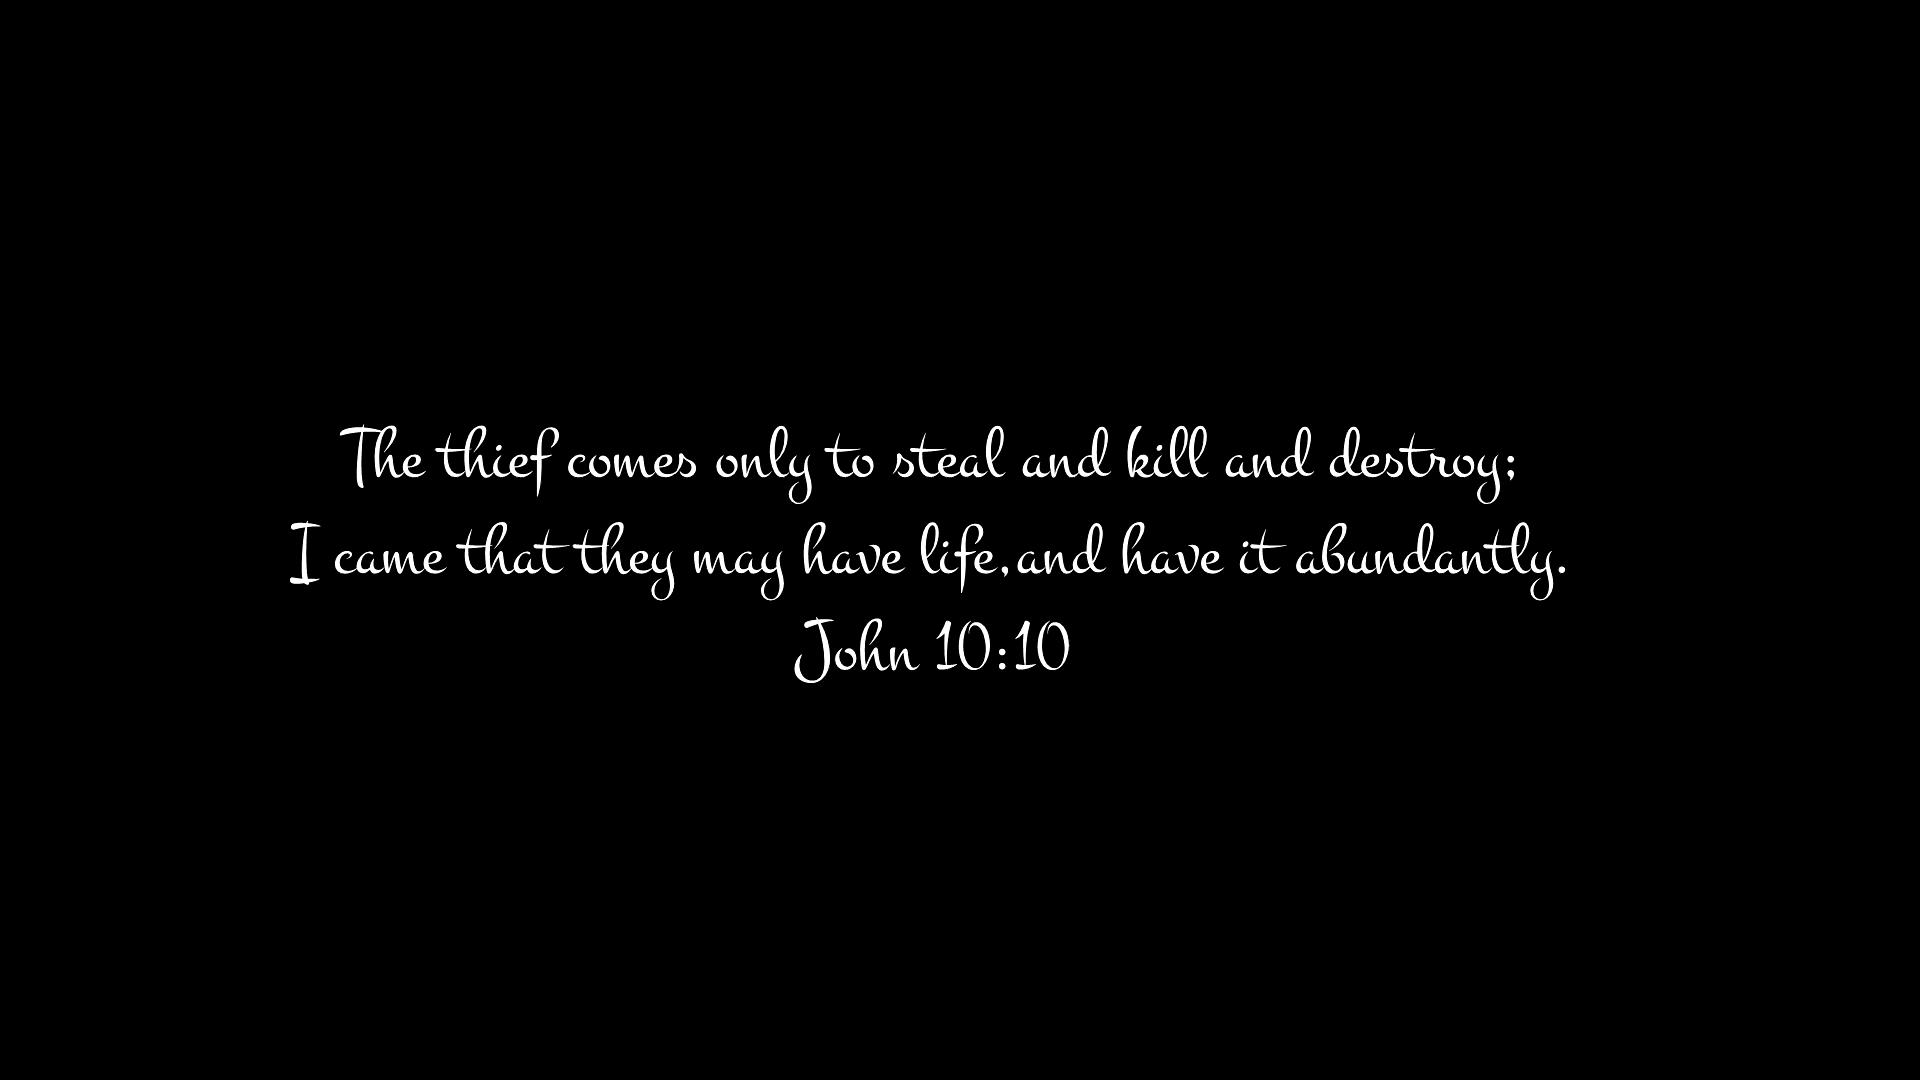 The thief comes only to steal and kill and destroy;
I came that they may have life, and have it abundantly.
John 10:10